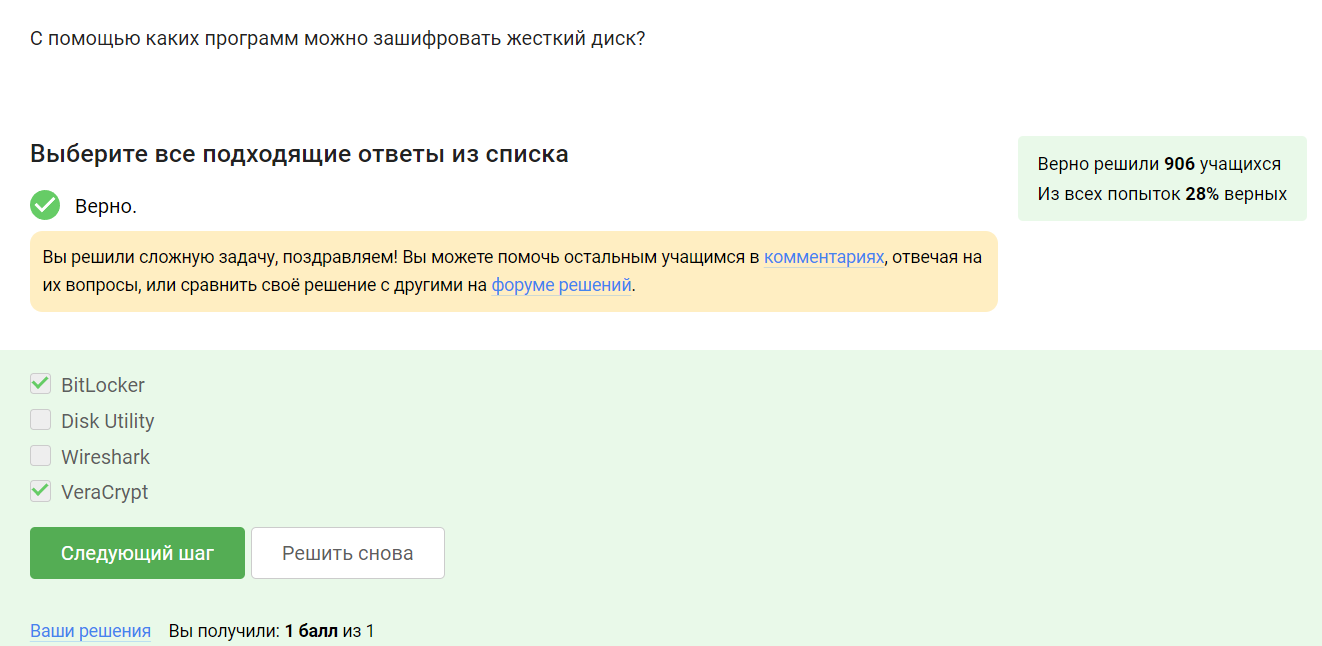 С помощью каких программ можно зашифровать жесткий диск?
Выберите все подходящие ответы из списка
Верно.
Вы решили сложную задачу, поздравляем! Вы можете помочь остальным учащимся в комментариях, отвечая на
их вопросы, или сравнить своё решение с другими на форуме решений.
Верно решили 906 учащихся
Из всех попыток 28% верных
BitLocker
Disk Utility
Wireshark
VeraCrypt
Следующий шаг
Решить снова
Ваши решения Вы получили: 1 балл из 1